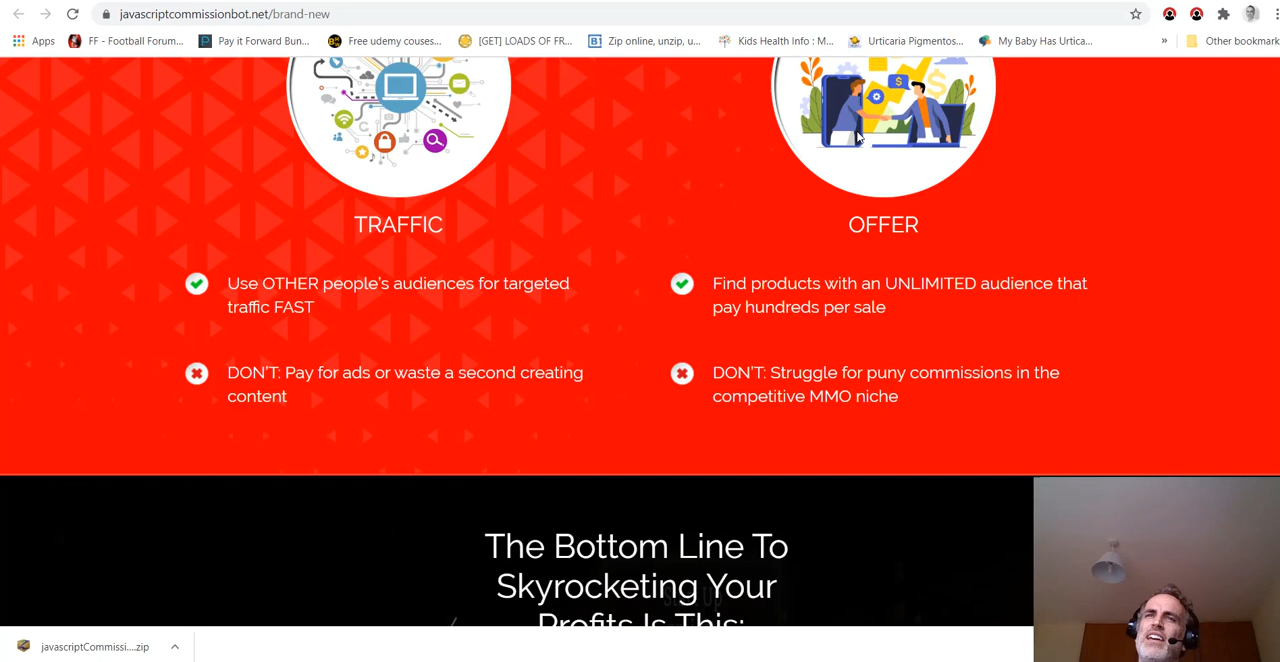 javascriptcommissionbot.net/brand-new
Apps FF - Football Forum... Pay it Forward Bun... Free udemy couses... [GET] LOADS OF FR... Zip online, unzip, u... Kids Health Info : M... Urticaria Pigmentos... My Baby Has Urtica... » Other bookmark
TRAFFIC
Use OTHER people's audiences for targeted
traffic FAST
DON'T: Pay for ads or waste a second creating
content
OFFER
Find products with an UNLIMITED audience that
pay hundreds per sale
DON'T: Struggle for puny commissions in the
competitive MMO niche
The Bottom Line To
Skyrocketing Your
Profits Is This:
javascriptCommissi....zip